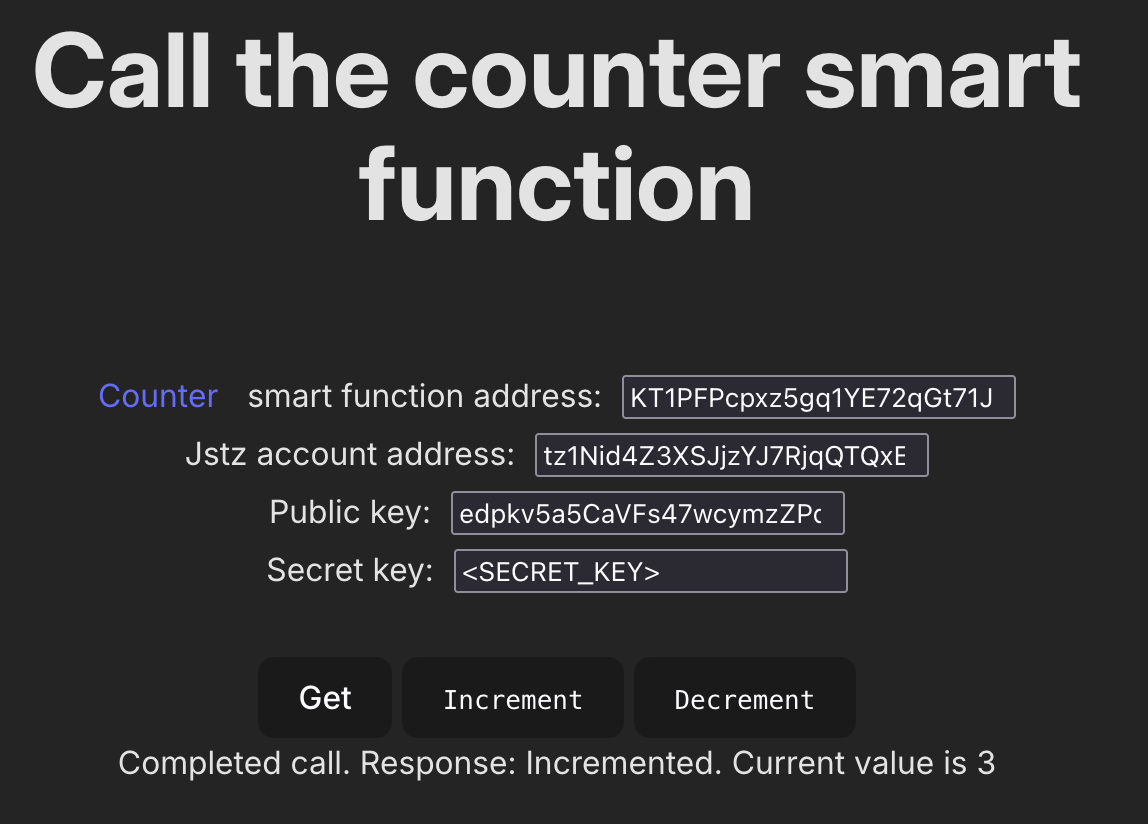 Call the counter smart
function
Counter smart function address: KT1PFPcpxz5gq1YE72qGt71J
Jstz account address: tz1Nid4Z3XSJjzYJ7RjqQTQxE
Public key: edpkv5a5CaVFs47wcymzZPc
Secret key: <SECRET_KEY>
Get Increment Decrement
Completed call. Response: Incremented. Current value is 3